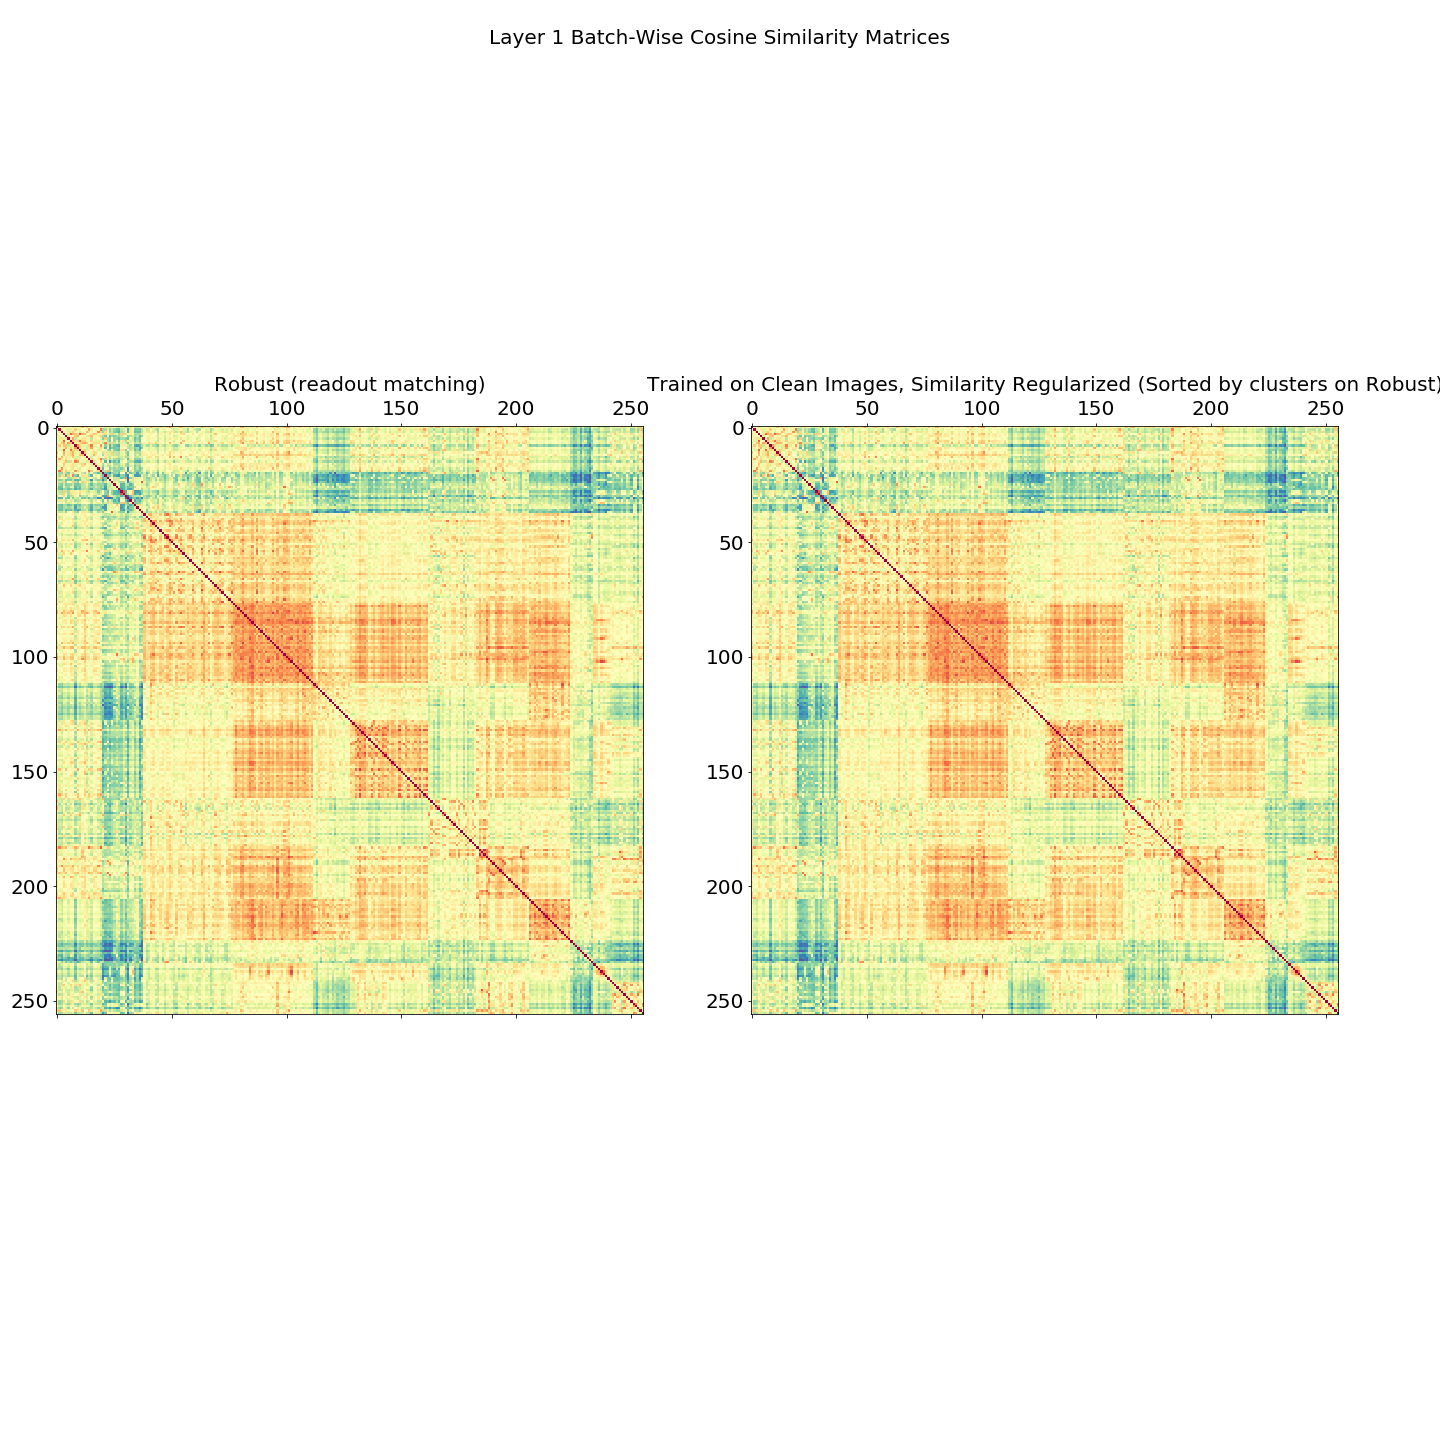 Layer 1 Batch-Wise Cosine Similarity Matrices
Robust (readout matching)
Trained on Clean Images, Similarity Regularized (Sorted by clusters on Robust)
0 50 100 150 200 250
0 50 100 150 200 250
0
50
100
150
200
250
0
50
100
150
200
250